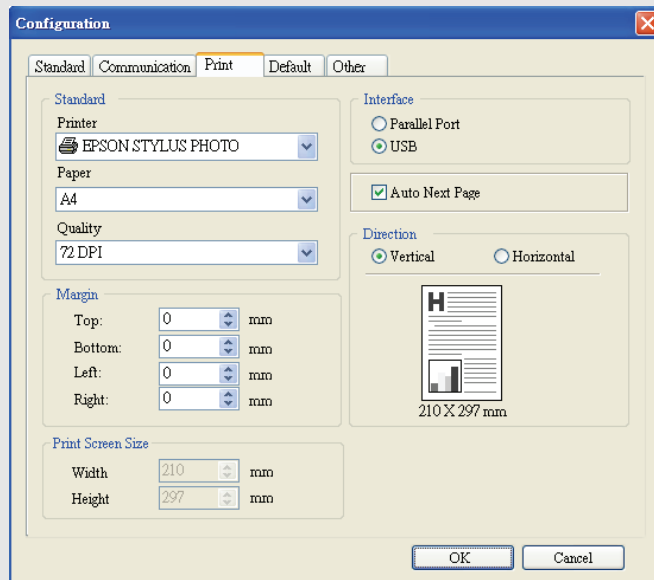 Configuration
Standard Communication Print Default Other
Standard
Printer
EPSON STYLUS PHOTO
Paper
A4
Quality
72 DPI
Margin
Top: 0 mm
Bottom: 0 mm
Left: 0 mm
Right: 0 mm
Print Screen Size
Width 210 mm
Height 297 mm
Interface
Parallel Port
USB
Auto Next Page
Direction
Vertical Horizontal
H
210 X 297 mm
OK Cancel